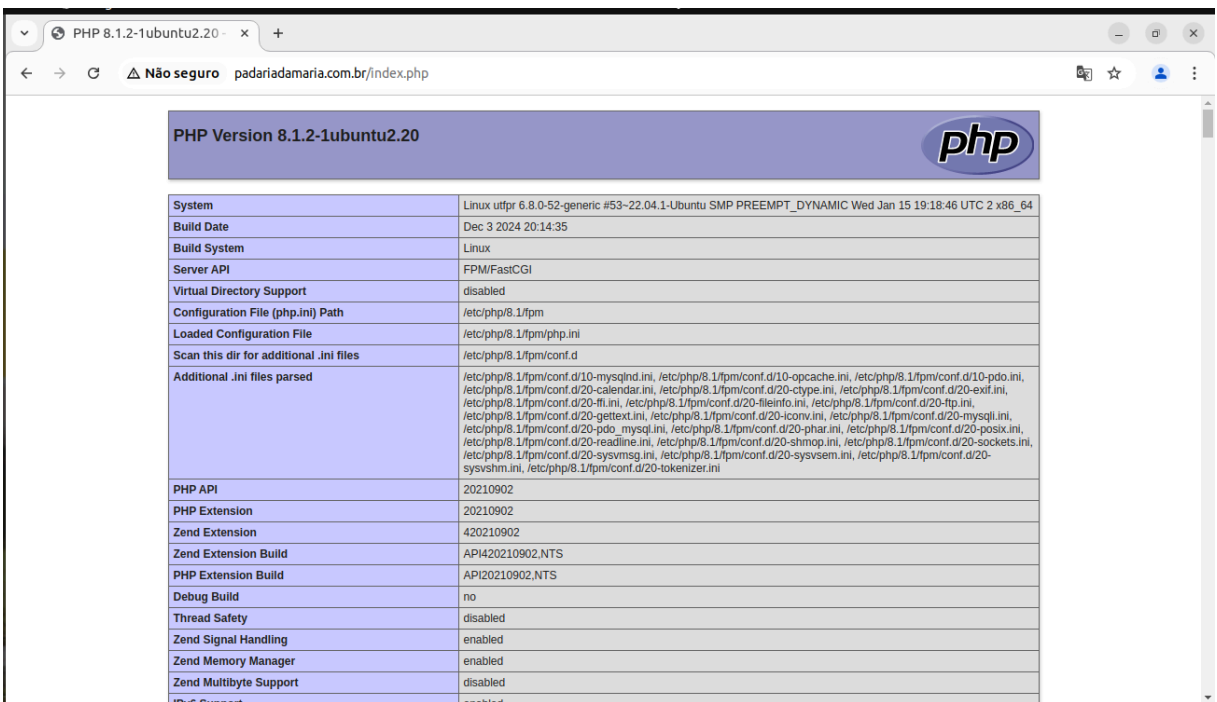 PHP 8.1.2-1ubuntu2.20 -
Não seguro padariadamaria.com.br/index.php
PHP Version 8.1.2-1ubuntu2.20
php
System Linux utfpr 6.8.0-52-generic #53~22.04.1-Ubuntu SMP PREEMPT_DYNAMIC Wed Jan 15 19:18:46 UTC 2 x86_64
Build Date Dec 3 2024 20:14:35
Build System Linux
Server API FPM/FastCGI
Virtual Directory Support disabled
Configuration File (php.ini) Path /etc/php/8.1/fpm
Loaded Configuration File /etc/php/8.1/fpm/php.ini
Scan this dir for additional .ini files /etc/php/8.1/fpm/conf.d
Additional .ini files parsed /etc/php/8.1/fpm/conf.d/10-mysqlnd.ini, /etc/php/8.1/fpm/conf.d/10-opcache.ini, /etc/php/8.1/fpm/conf.d/10-pdo.ini,
/etc/php/8.1/fpm/conf.d/20-calendar.ini, /etc/php/8.1/fpm/conf.d/20-ctype.ini, /etc/php/8.1/fpm/conf.d/20-exif.ini,
/etc/php/8.1/fpm/conf.d/20-ffi.ini, /etc/php/8.1/fpm/conf.d/20-fileinfo.ini, /etc/php/8.1/fpm/conf.d/20-ftp.ini,
/etc/php/8.1/fpm/conf.d/20-gettext.ini, /etc/php/8.1/fpm/conf.d/20-iconv.ini, /etc/php/8.1/fpm/conf.d/20-mysqli.ini,
/etc/php/8.1/fpm/conf.d/20-pdo_mysql.ini, /etc/php/8.1/fpm/conf.d/20-phar.ini, /etc/php/8.1/fpm/conf.d/20-posix.ini,
/etc/php/8.1/fpm/conf.d/20-readline.ini, /etc/php/8.1/fpm/conf.d/20-shmop.ini, /etc/php/8.1/fpm/conf.d/20-sockets.ini,
/etc/php/8.1/fpm/conf.d/20-sysvmsg.ini, /etc/php/8.1/fpm/conf.d/20-sysvsem.ini, /etc/php/8.1/fpm/conf.d/20-
sysvshm.ini, /etc/php/8.1/fpm/conf.d/20-tokenizer.ini
PHP API 20210902
PHP Extension 20210902
Zend Extension 420210902
Zend Extension Build API420210902,NTS
PHP Extension Build API20210902,NTS
Debug Build no
Thread Safety disabled
Zend Signal Handling enabled
Zend Memory Manager enabled
Zend Multibyte Support disabled